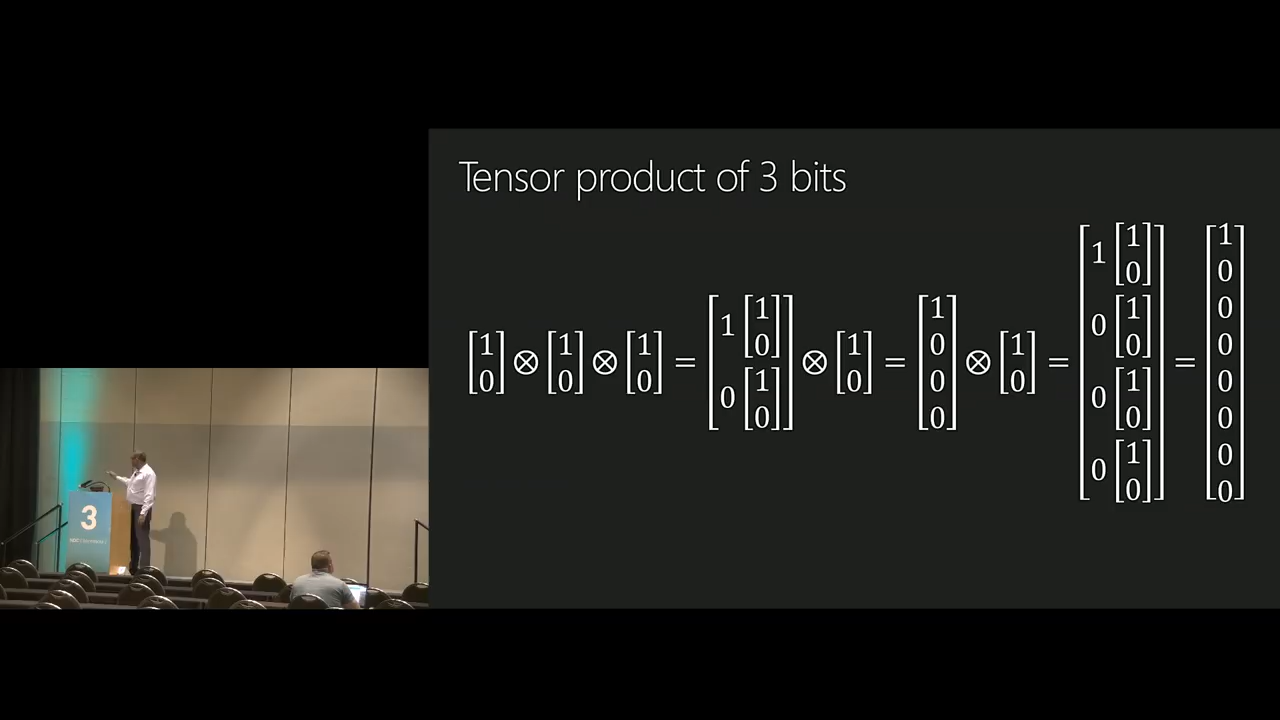 Tensor product of 3 bits
[1 0] ⊗ [1 0] ⊗ [1 0] = [1 [1 0] 0 [1 0]] ⊗ [1 0] = [1 0 0 0] ⊗ [1 0] = [1 [1 0] 0 [1 0] 0 [1 0] 0 [1 0]] = [1 0 0 0 0 0 0 0]
3